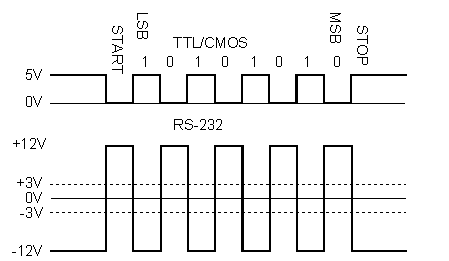 START
LSB
TTL/CMOS
MSB
STOP
1 0 1 0 1 0 1 0
5V
0V
RS-232
+12V
+3V
0V
-3V
-12V